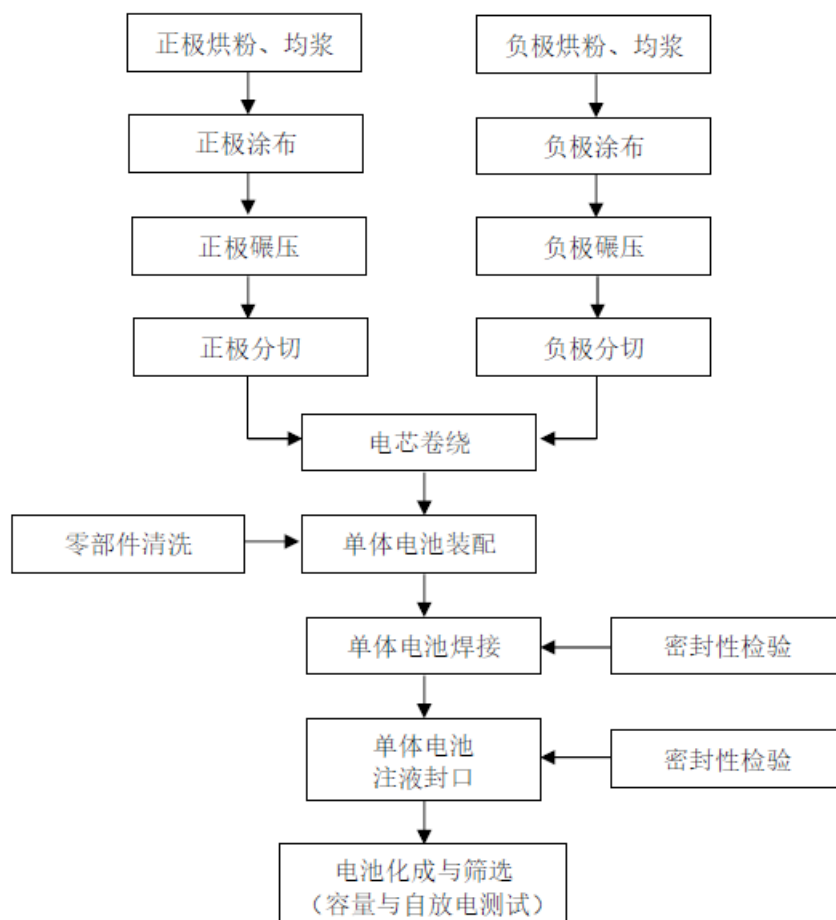 正极烘粉、均浆
负极烘粉、均浆
正极涂布
负极涂布
正极碾压
负极碾压
正极分切
负极分切
电芯卷绕
零部件清洗
单体电池装配
单体电池焊接
密封性检验
单体电池
注液封口
密封性检验
电池化成与筛选
（容量与自放电测试）